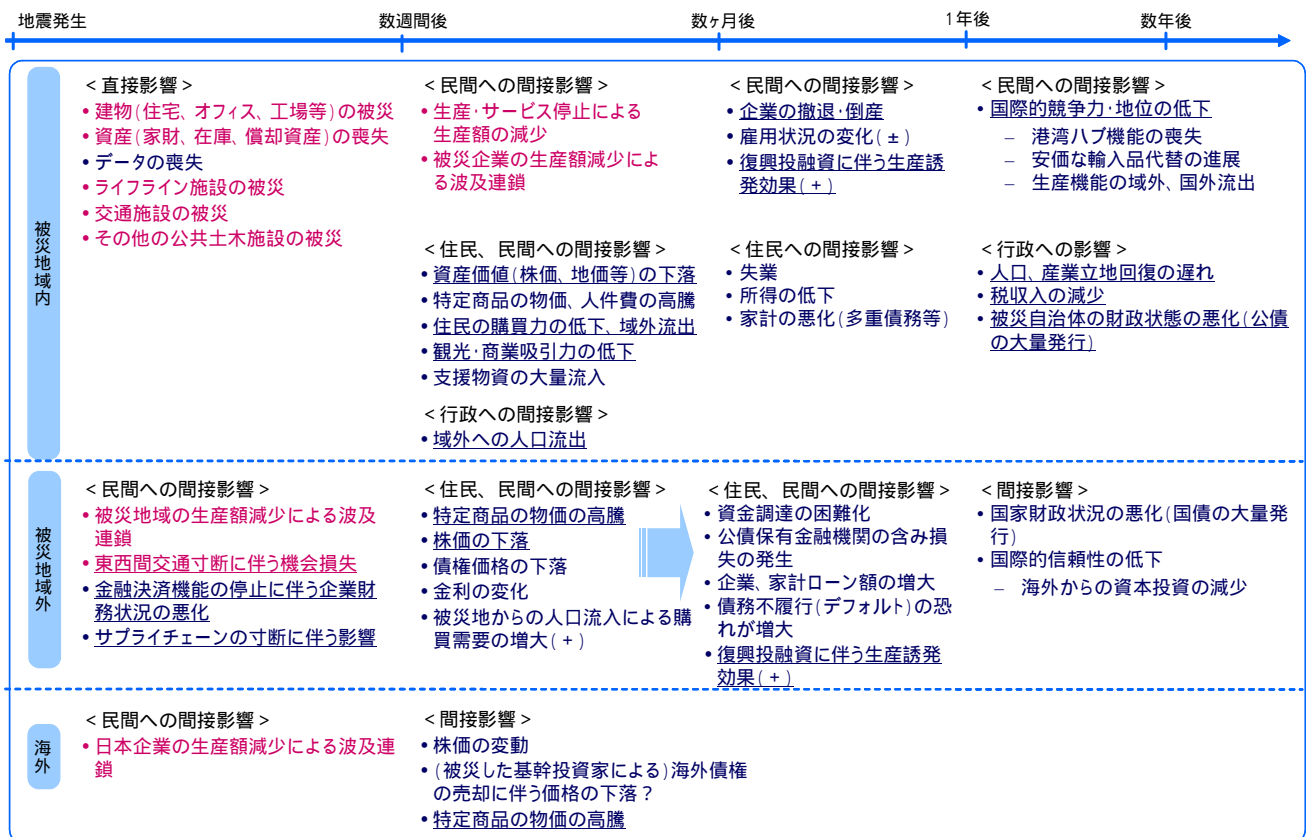 地震発生
数週間後
数ヶ月後
1年後
数年後
被災地域内
<直接影響>
•建物(住宅、オフィス、工場等)の被災
•資産(家財、在庫、償却資産)の喪失
•データの喪失
•ライフライン施設の被災
•交通施設の被災
•その他の公共土木施設の被災
<民間への間接影響>
•生産・サービス停止による
生産額の減少
•被災企業の生産額減少によ
る波及連鎖
<住民、民間への間接影響>
•資産価値(株価、地価等)の下落
•特定商品の物価、人件費の高騰
•住民の購買力の低下、域外流出
•観光・商業吸引力の低下
•支援物資の大量流入
<行政への間接影響>
•域外への人口流出
<民間への間接影響>
•企業の撤退・倒産
•雇用状況の変化(±)
•復興投融資に伴う生産誘
発効果(+)
<住民への間接影響>
•失業
•所得の低下
•家計の悪化(多重債務等)
<民間への間接影響>
•国際的競争力・地位の低下
– 港湾ハブ機能の喪失
– 安価な輸入品代替の進展
– 生産機能の域外、国外流出
<行政への影響>
•人口、産業立地回復の遅れ
•税収入の減少
•被災自治体の財政状態の悪化(公債
の大量発行)
被災地域外
<民間への間接影響>
•被災地域の生産額減少による波及
連鎖
•東西間交通寸断に伴う機会損失
•金融決済機能の停止に伴う企業財
務状況の悪化
•サプライチェーンの寸断に伴う影響
<住民、民間への間接影響>
•特定商品の物価の高騰
•株価の下落
•債権価格の下落
•金利の変化
•被災地からの人口流入による購
買需要の増大(+)
<住民、民間への間接影響>
•資金調達の困難化
•公債保有金融機関の含み損
失の発生
•企業、家計ローン額の増大
•債務不履行(デフォルト)の恐
れが増大
•復興投融資に伴う生産誘発
効果(+)
<間接影響>
•国家財政状況の悪化(国債の大量発
行)
•国際的信頼性の低下
– 海外からの資本投資の減少
海外
<民間への間接影響>
•日本企業の生産額減少による波及連
鎖
<間接影響>
•株価の変動
•(被災した基幹投資家による)海外債権
の売却に伴う価格の下落?
•特定商品の物価の高騰